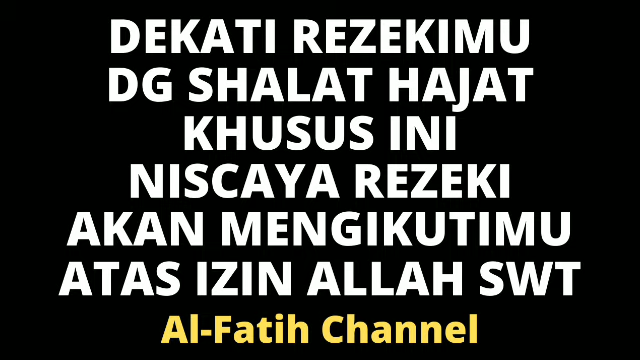 DEKATI REZEKIMU
DG SHALAT HAJAT
KHUSUS INI
NISCAYA REZEKI
AKAN MENGIKUTIMU
ATAS IZIN ALLAH SWT
Al-Fatih Channel